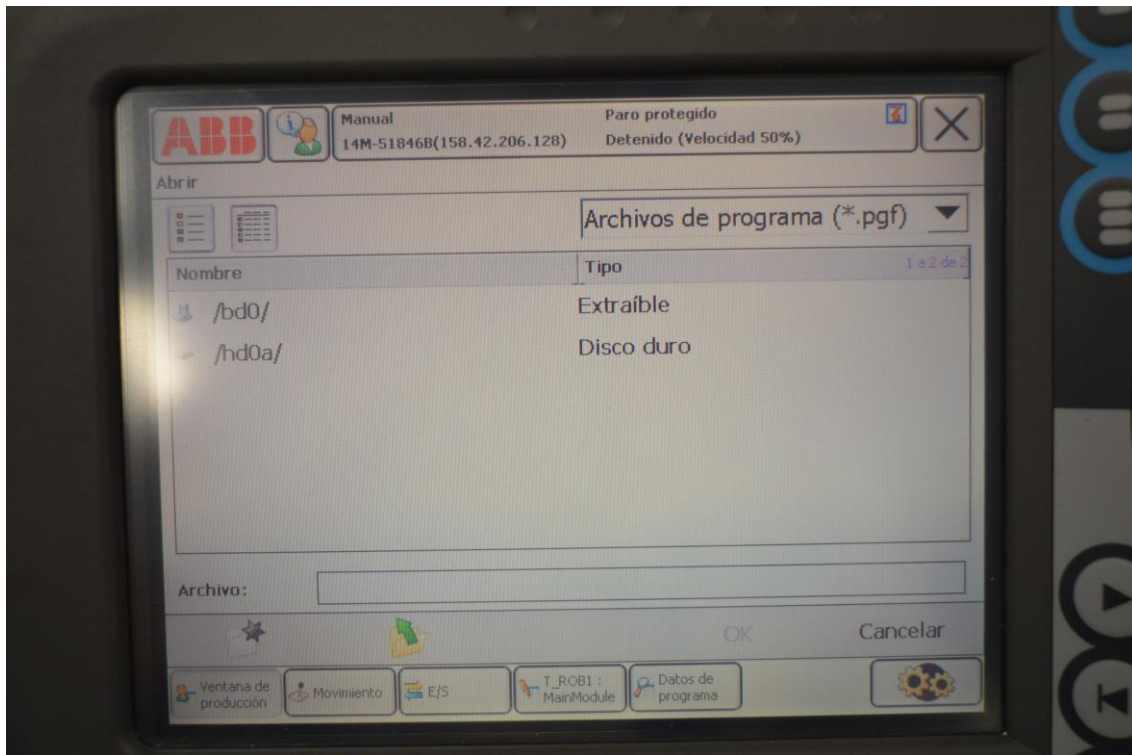 ABB
Manual
14M-51846B(158.42.206.128)
Paro protegido
Detenido (Velocidad 50%)
Abrir
Archivos de programa (*.pgf)
Nombre
Tipo
1 a 2 de 2
/bd0/
Extraíble
/hd0a/
Disco duro
Archivo:
OK
Cancelar
Ventana de
producción
Movimiento
E/S
T_ROB1 :
MainModule
Datos de
programa